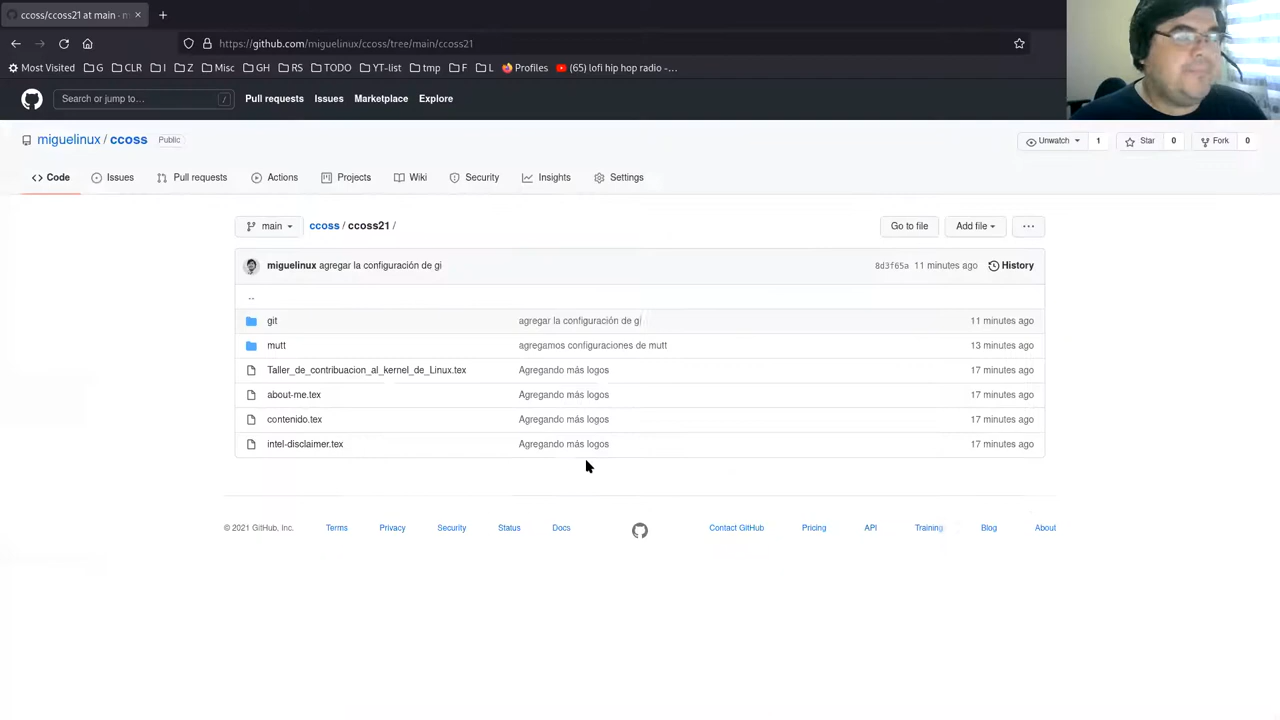 ccoss/ccoss21 at main · m
https://github.com/miguelinux/ccoss/tree/main/ccoss21
Most Visited G CLR I Z Misc GH RS TODO YT-list tmp F L Profiles (65) lofi hip hop radio -…
Search or jump to… / Pull requests Issues Marketplace Explore
miguelinux / ccoss Public Unwatch 1 Star 0 Fork 0
Code Issues Pull requests Actions Projects Wiki Security Insights Settings
main ccoss / ccoss21 / Go to file Add file ...
miguelinux agregar la configuración de gi 8d3f65a 11 minutes ago History
..
git agregar la configuración de gi 11 minutes ago
mutt agregamos configuraciones de mutt 13 minutes ago
Taller_de_contribuacion_al_kernel_de_Linux.tex Agregando más logos 17 minutes ago
about-me.tex Agregando más logos 17 minutes ago
contenido.tex Agregando más logos 17 minutes ago
intel-disclaimer.tex Agregando más logos 17 minutes ago
© 2021 GitHub, Inc. Terms Privacy Security Status Docs Contact GitHub Pricing API Training Blog About